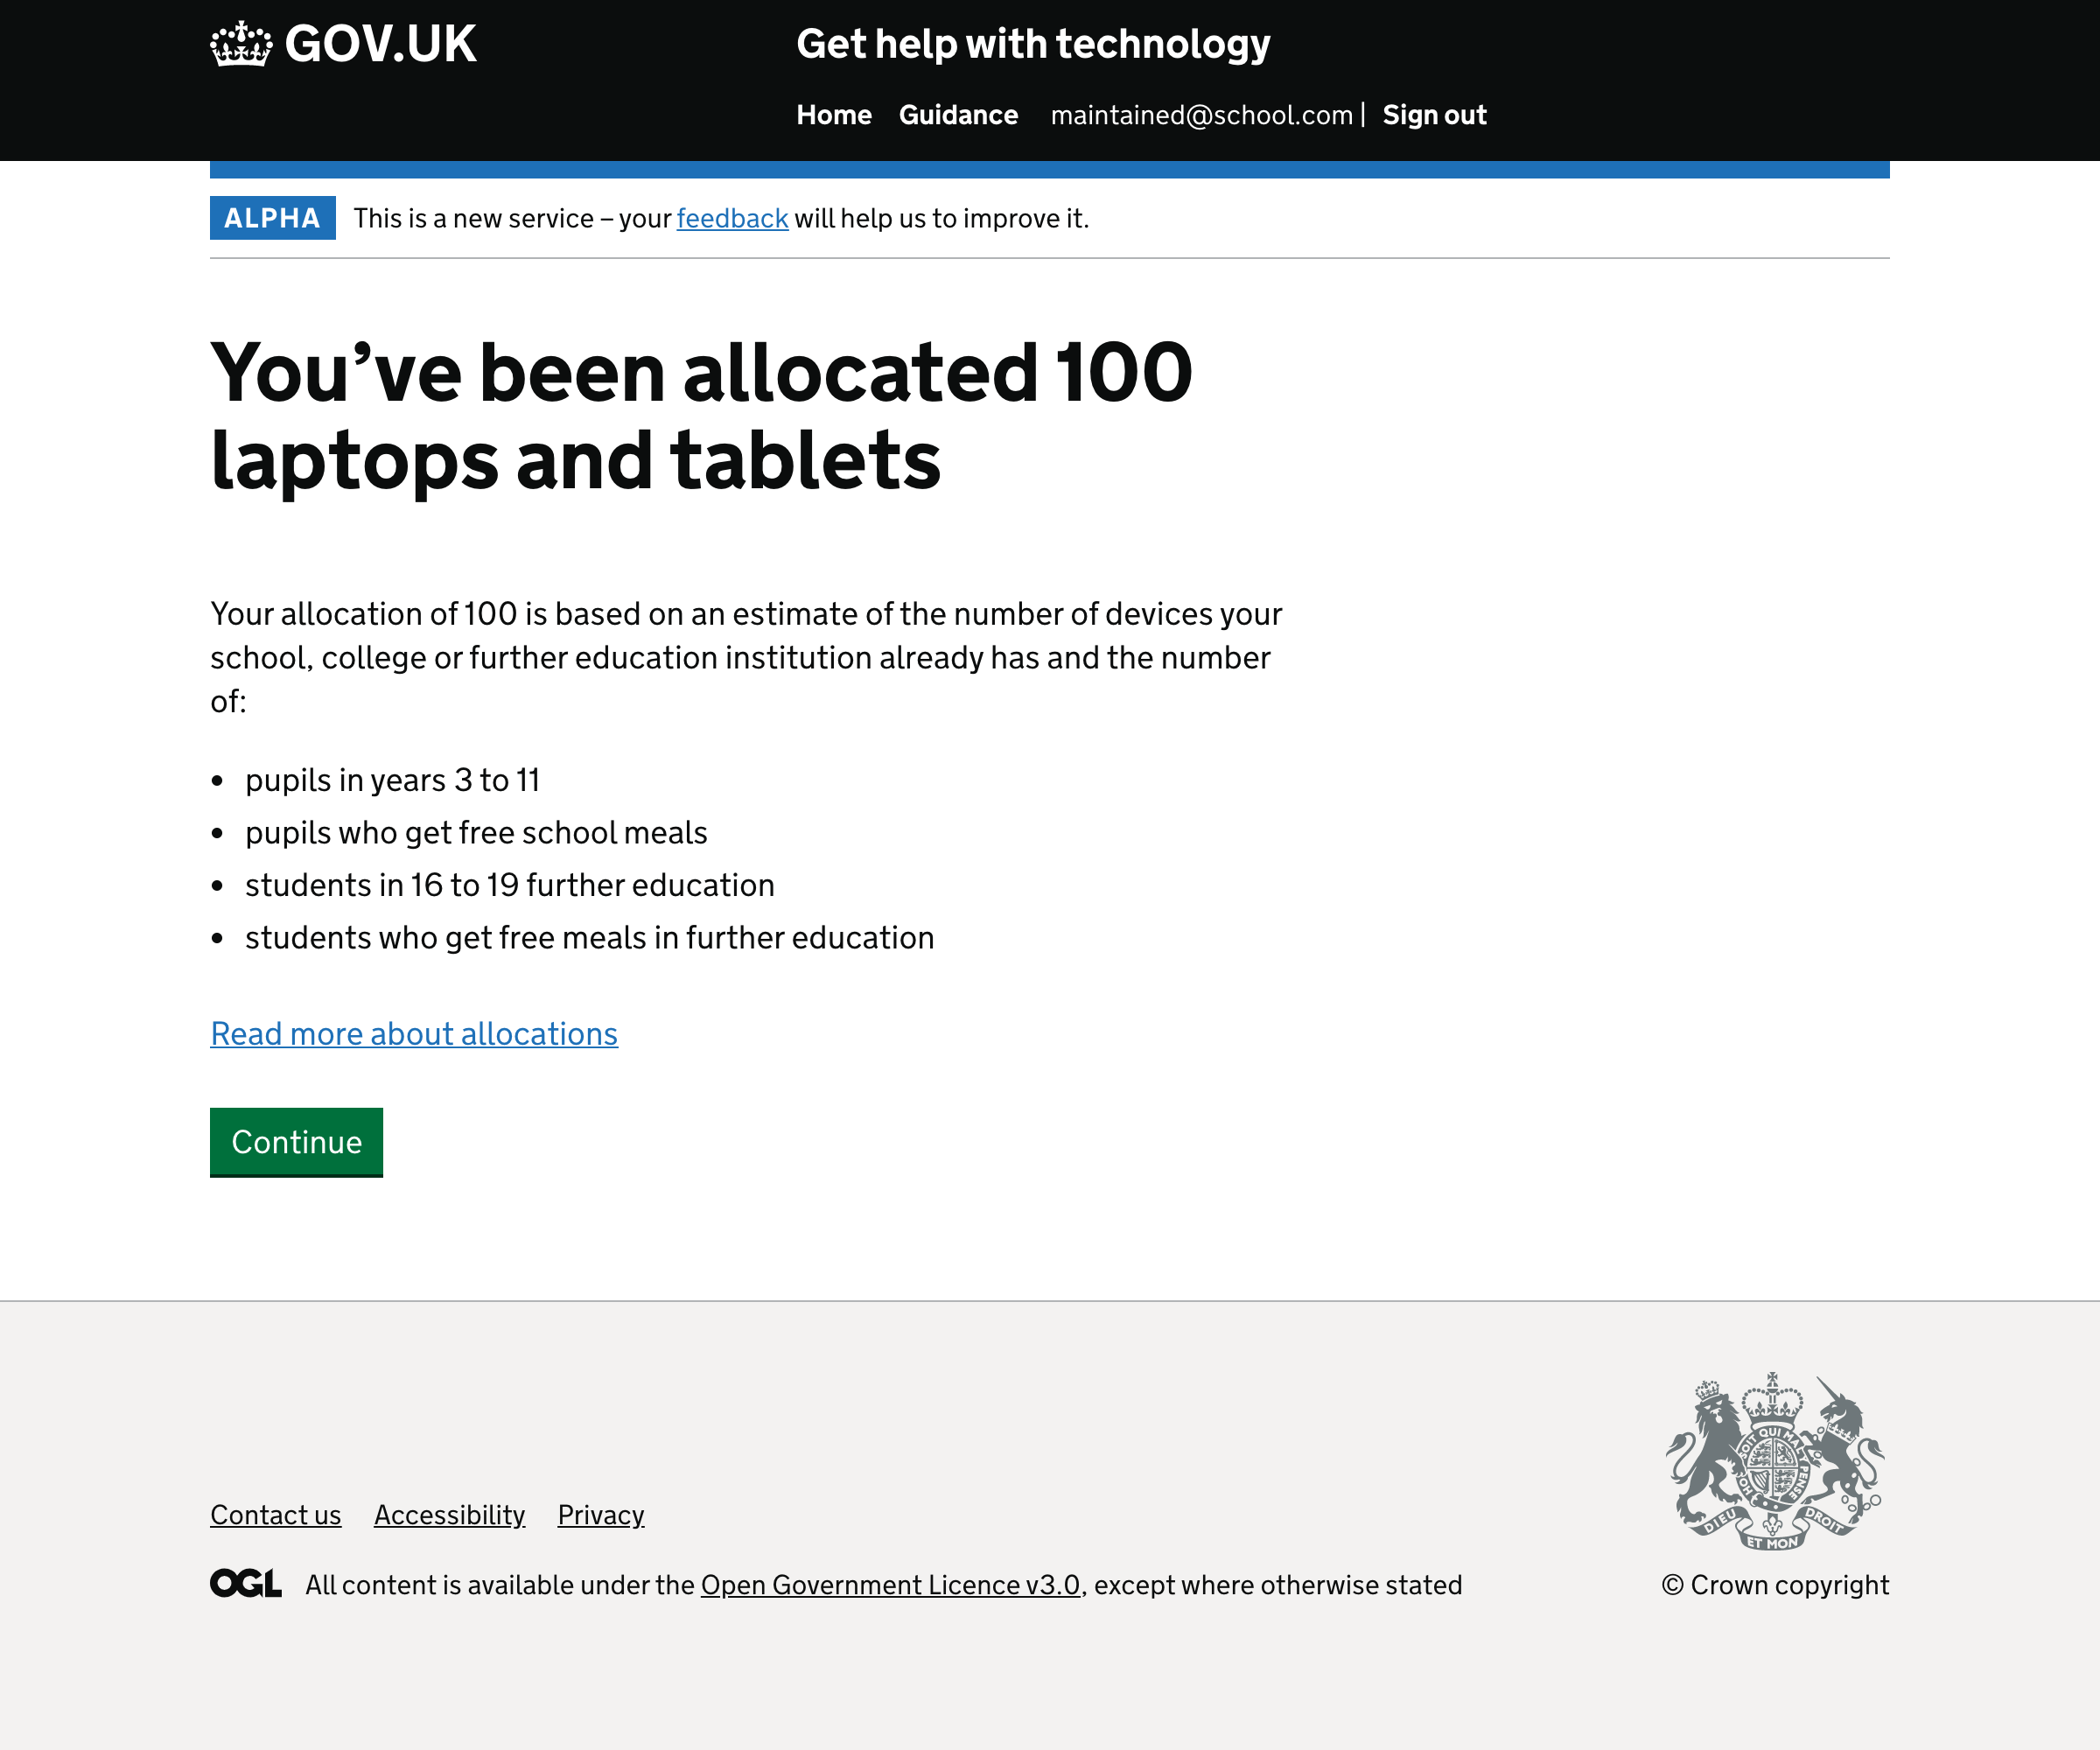 GOV.UK
Get help with technology
Home Guidance maintained@school.com | Sign out
ALPHA This is a new service – your feedback will help us to improve it.
You’ve been allocated 100
laptops and tablets
Your allocation of 100 is based on an estimate of the number of devices your
school, college or further education institution already has and the number
of:
• pupils in years 3 to 11
• pupils who get free school meals
• students in 16 to 19 further education
• students who get free meals in further education
Read more about allocations
Continue
SOIT QUI MAL PENSE
HON
DIEU ET MON DROIT
Contact us Accessibility Privacy
OGL All content is available under the Open Government Licence v3.0, except where otherwise stated
© Crown copyright